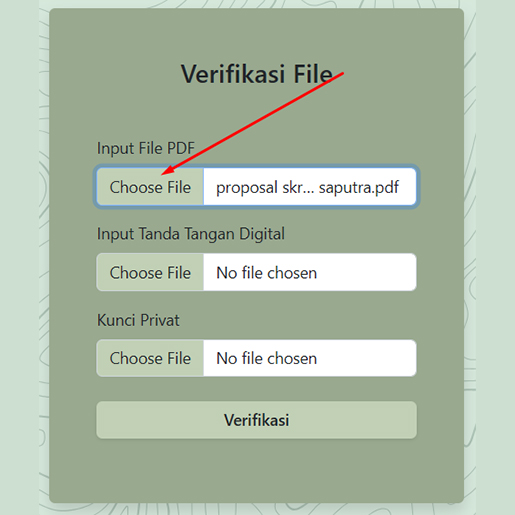 Verifikasi File
Input File PDF
Choose File proposal skr... saputra.pdf
Input Tanda Tangan Digital
Choose File No file chosen
Kunci Privat
Choose File No file chosen
Verifikasi